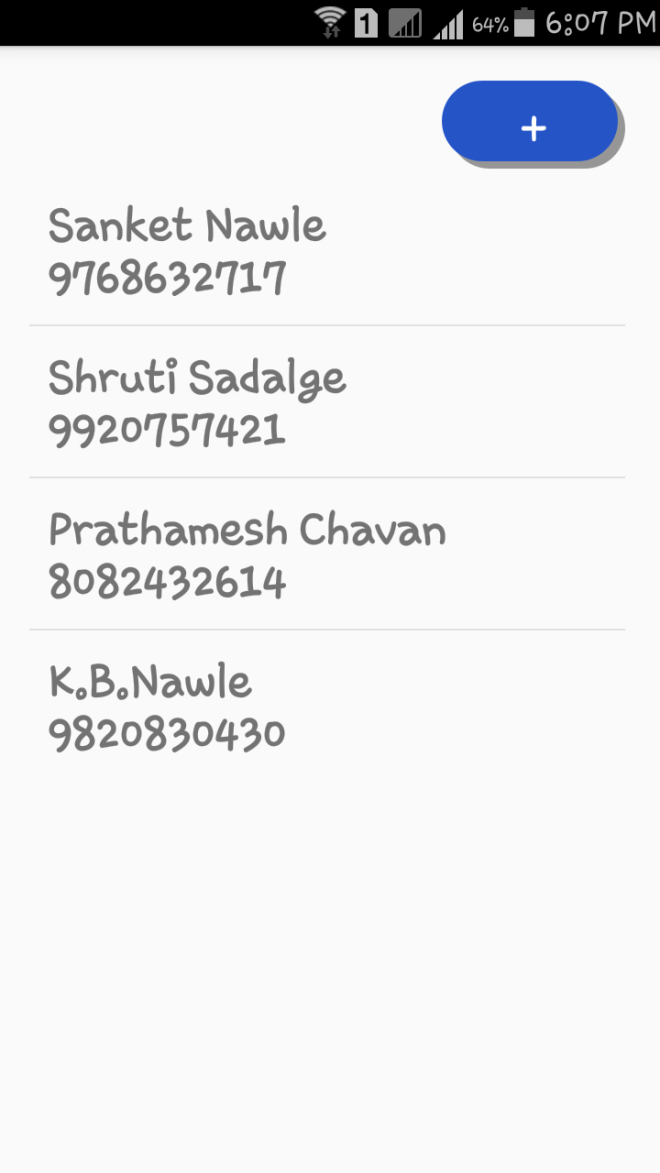 1 64% 6:07 PM
+
Sanket Nawle
9768632717
Shruti Sadalge
9920757421
Prathamesh Chavan
8082432614
K.B.Nawle
9820830430